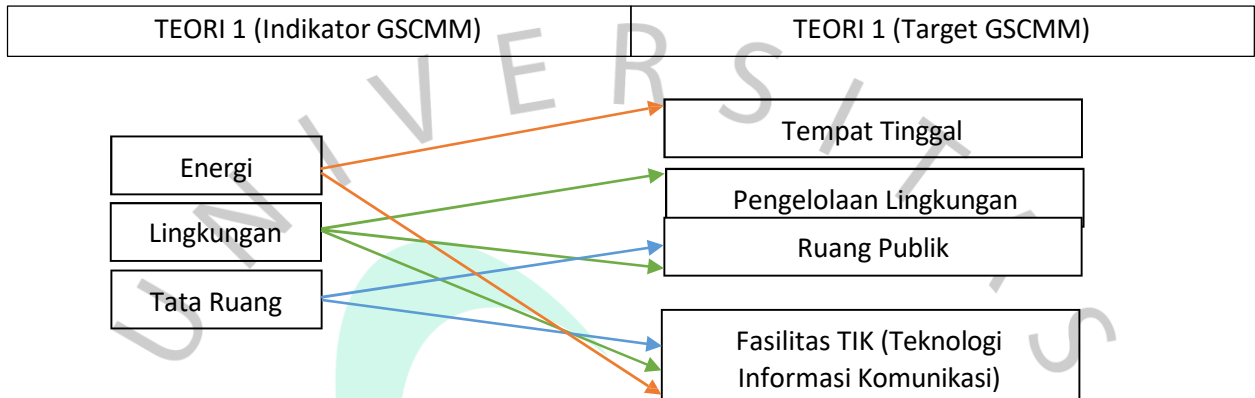 TEORI 1 (Indikator GSCMM) TEORI 1 (Target GSCMM)
UNIVERSITAS
Tempat Tinggal
Energi
Pengelolaan Lingkungan
Lingkungan
Ruang Publik
Tata Ruang
Fasilitas TIK (Teknologi
Informasi Komunikasi)